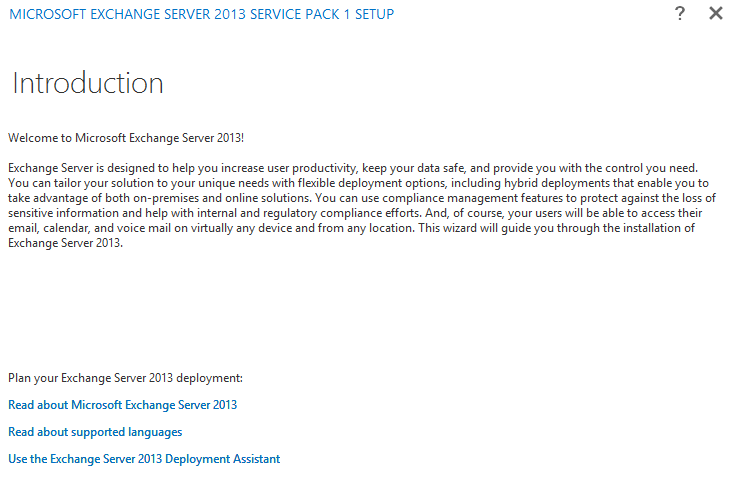 MICROSOFT EXCHANGE SERVER 2013 SERVICE PACK 1 SETUP ? ✕
Introduction
Welcome to Microsoft Exchange Server 2013!
Exchange Server is designed to help you increase user productivity, keep your data safe, and provide you with the control you need.
You can tailor your solution to your unique needs with flexible deployment options, including hybrid deployments that enable you to
take advantage of both on-premises and online solutions. You can use compliance management features to protect against the loss of
sensitive information and help with internal and regulatory compliance efforts. And, of course, your users will be able to access their
email, calendar, and voice mail on virtually any device and from any location. This wizard will guide you through the installation of
Exchange Server 2013.
Plan your Exchange Server 2013 deployment:
Read about Microsoft Exchange Server 2013
Read about supported languages
Use the Exchange Server 2013 Deployment Assistant